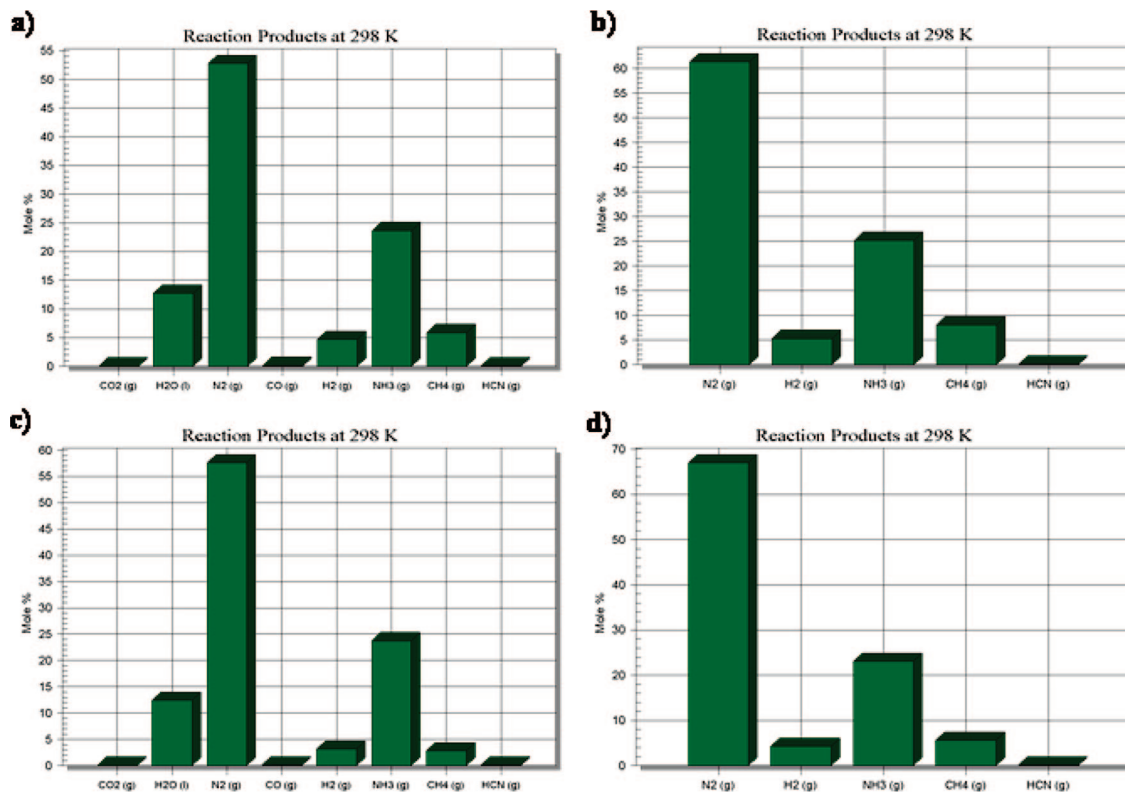 a)
Reaction Products at 298 K
55
50
45
40
35
30
25
20
15
10
5
0
Mole %
CO2 (g) H2O (l) N2 (g) CO (g) H2 (g) NH3 (g) CH4 (g) HCN (g)
b)
Reaction Products at 298 K
60
55
50
45
40
35
30
25
20
15
10
5
0
Mole %
N2 (g) H2 (g) NH3 (g) CH4 (g) HCN (g)
c)
Reaction Products at 298 K
60
55
50
45
40
35
30
25
20
15
10
5
0
Mole %
CO2 (g) H2O (l) N2 (g) CO (g) H2 (g) NH3 (g) CH4 (g) HCN (g)
d)
Reaction Products at 298 K
70
60
50
40
30
20
10
0
Mole %
N2 (g) H2 (g) NH3 (g) CH4 (g) HCN (g)